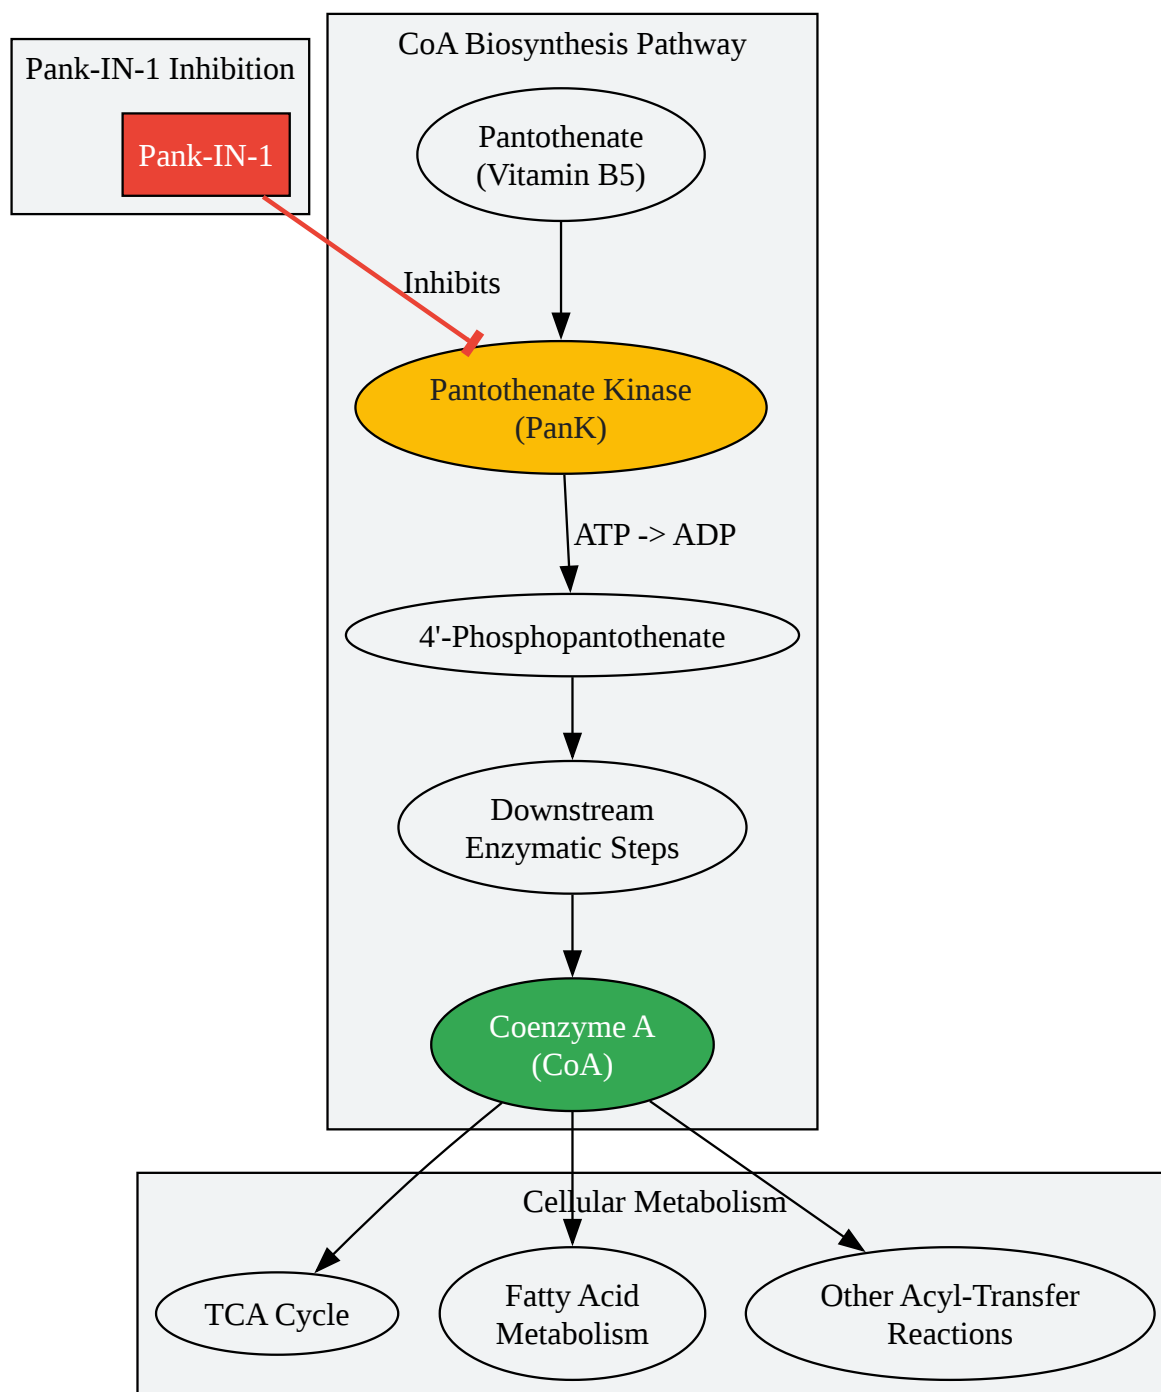 CoA Biosynthesis Pathway
Pank-IN-1 Inhibition
Pank-IN-1
Pantothenate
(Vitamin B5)
Inhibits
Pantothenate Kinase
(PanK)
ATP -> ADP
4'-Phosphopantothenate
Downstream
Enzymatic Steps
Coenzyme A
(CoA)
Cellular Metabolism
TCA Cycle
Fatty Acid
Metabolism
Other Acyl-Transfer
Reactions